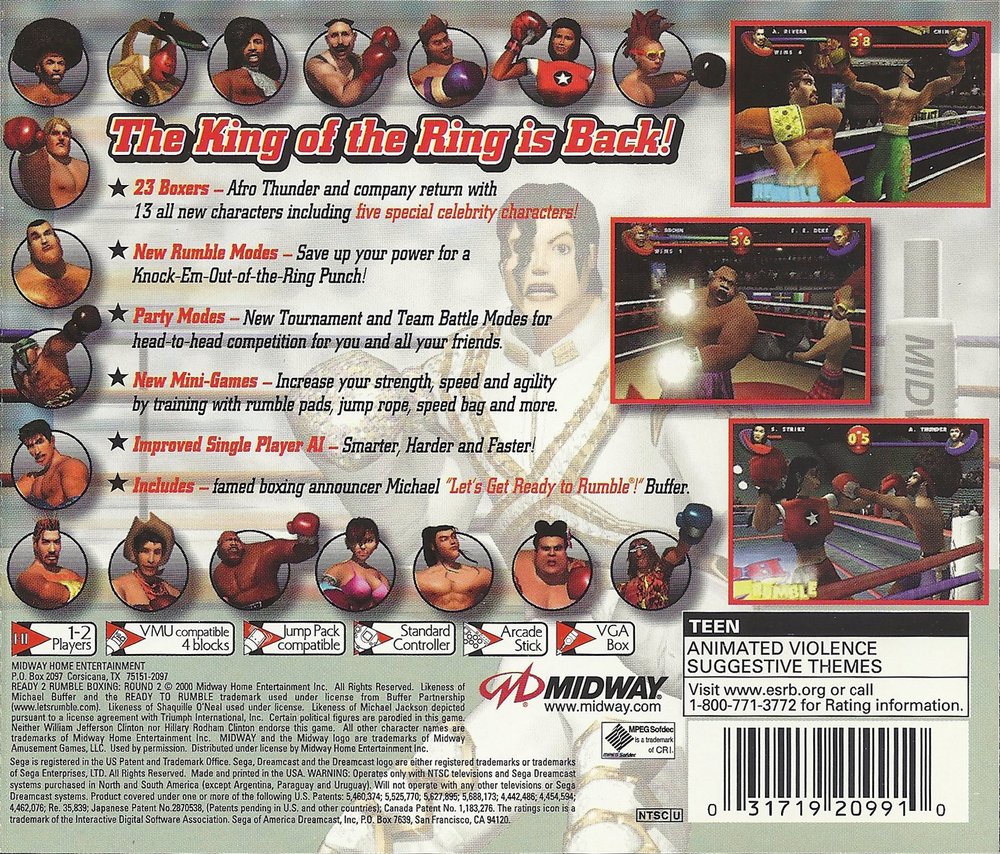 A. RIVERA
38
WINS 6
The King of the Ring is Back!
★ 23 Boxers – Afro Thunder and company return with
13 all new characters including five special celebrity characters!
★ New Rumble Modes – Save up your power for a
Knock-Em-Out-of-the-Ring Punch!
★ Party Modes – New Tournament and Team Battle Modes for
head-to-head competition for you and all your friends.
★ New Mini-Games – Increase your strength, speed and agility
by training with rumble pads, jump rope, speed bag and more.
★ Improved Single Player AI – Smarter, Harder and Faster!
★ Includes – famed boxing announcer Michael "Let's Get Ready to Rumble®!" Buffer.
B. BROWN
36
WINS 1
S. STRIKE
05
A. THUNDER
RUMBLE
1-2
Players
VMU compatible
4 blocks
Jump Pack
compatible
Standard
Controller
Arcade
Stick
VGA
Box
MIDWAY HOME ENTERTAINMENT
P.O. Box 2097 Corsicana, TX 75151-2097
READY 2 RUMBLE BOXING: ROUND 2 © 2000 Midway Home Entertainment Inc. All Rights Reserved. Likeness of
Michael Buffer and the READY TO RUMBLE trademark used under license from Buffer Partnership
(www.letsrumble.com). Likeness of Shaquille O'Neal used under license. Likeness of Michael Jackson depicted
pursuant to a license agreement with Triumph International, Inc. Certain political figures are parodied in this game.
Neither William Jefferson Clinton nor Hillary Rodham Clinton endorse this game. All other character names are
trademarks of Midway Home Entertainment Inc. MIDWAY and the Midway logo are trademarks of Midway
Amusement Games, LLC. Used by permission. Distributed under license by Midway Home Entertainment Inc.
Sega is registered in the US Patent and Trademark Office. Sega, Dreamcast and the Dreamcast logo are either registered trademarks or trademarks
of Sega Enterprises, LTD. All Rights Reserved. Made and printed in the USA. WARNING: Operates only with NTSC televisions and Sega Dreamcast
systems purchased in North and South America (except Argentina, Paraguay and Uruguay). Will not operate with any other televisions or Sega
Dreamcast systems. Product covered under one or more of the following U.S. Patents: 5,460,374; 5,525,770; 5,627,895; 5,688,173; 4,442,486; 4,454,594;
4,462,076; Re. 35,839; Japanese Patent No. 2870538, (Patents pending in U.S. and other countries); Canada Patent No. 1,183,276. The ratings icon is a
trademark of the Interactive Digital Software Association. Sega of America Dreamcast, Inc, P.O. Box 7639, San Francisco, CA 94120.
MIDWAY
www.midway.com
MPEG Sofdec
is a trademark
of CRI.
MPEG Sofdec
NTSC U
TEEN
ANIMATED VIOLENCE
SUGGESTIVE THEMES
Visit www.esrb.org or call
1-800-771-3772 for Rating information.
0 31719 20991 0